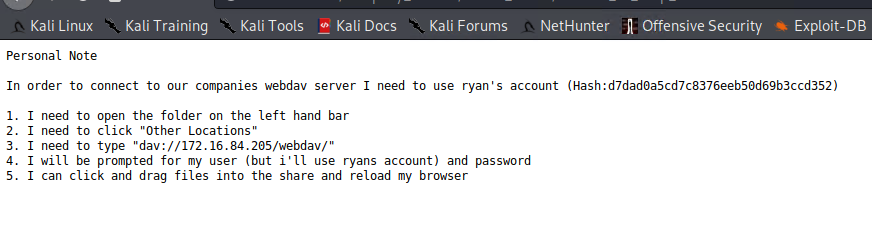 Kali Linux Kali Training Kali Tools Kali Docs Kali Forums NetHunter Offensive Security Exploit-DB
Personal Note
In order to connect to our companies webdav server I need to use ryan's account (Hash:d7dad0a5cd7c8376eeb50d69b3ccd352)
1. I need to open the folder on the left hand bar
2. I need to click "Other Locations"
3. I need to type "dav://172.16.84.205/webdav/"
4. I will be prompted for my user (but i'll use ryans account) and password
5. I can click and drag files into the share and reload my browser